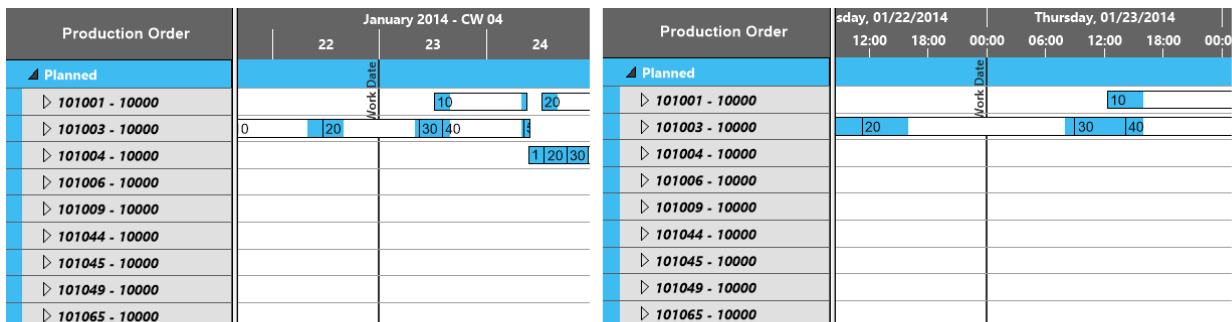 Production Order
January 2014 - CW 04
22 23 24
Planned
Work Date
101001 - 10000
10 20
101003 - 10000
0 20 30 40 5
101004 - 10000
1 20 30
101006 - 10000
101009 - 10000
101044 - 10000
101045 - 10000
101049 - 10000
101065 - 10000
Production Order
sday, 01/22/2014 Thursday, 01/23/2014
12:00 18:00 00:00 06:00 12:00 18:00 00:0
Planned
Work Date
101001 - 10000
10
101003 - 10000
20 30 40
101004 - 10000
101006 - 10000
101009 - 10000
101044 - 10000
101045 - 10000
101049 - 10000
101065 - 10000